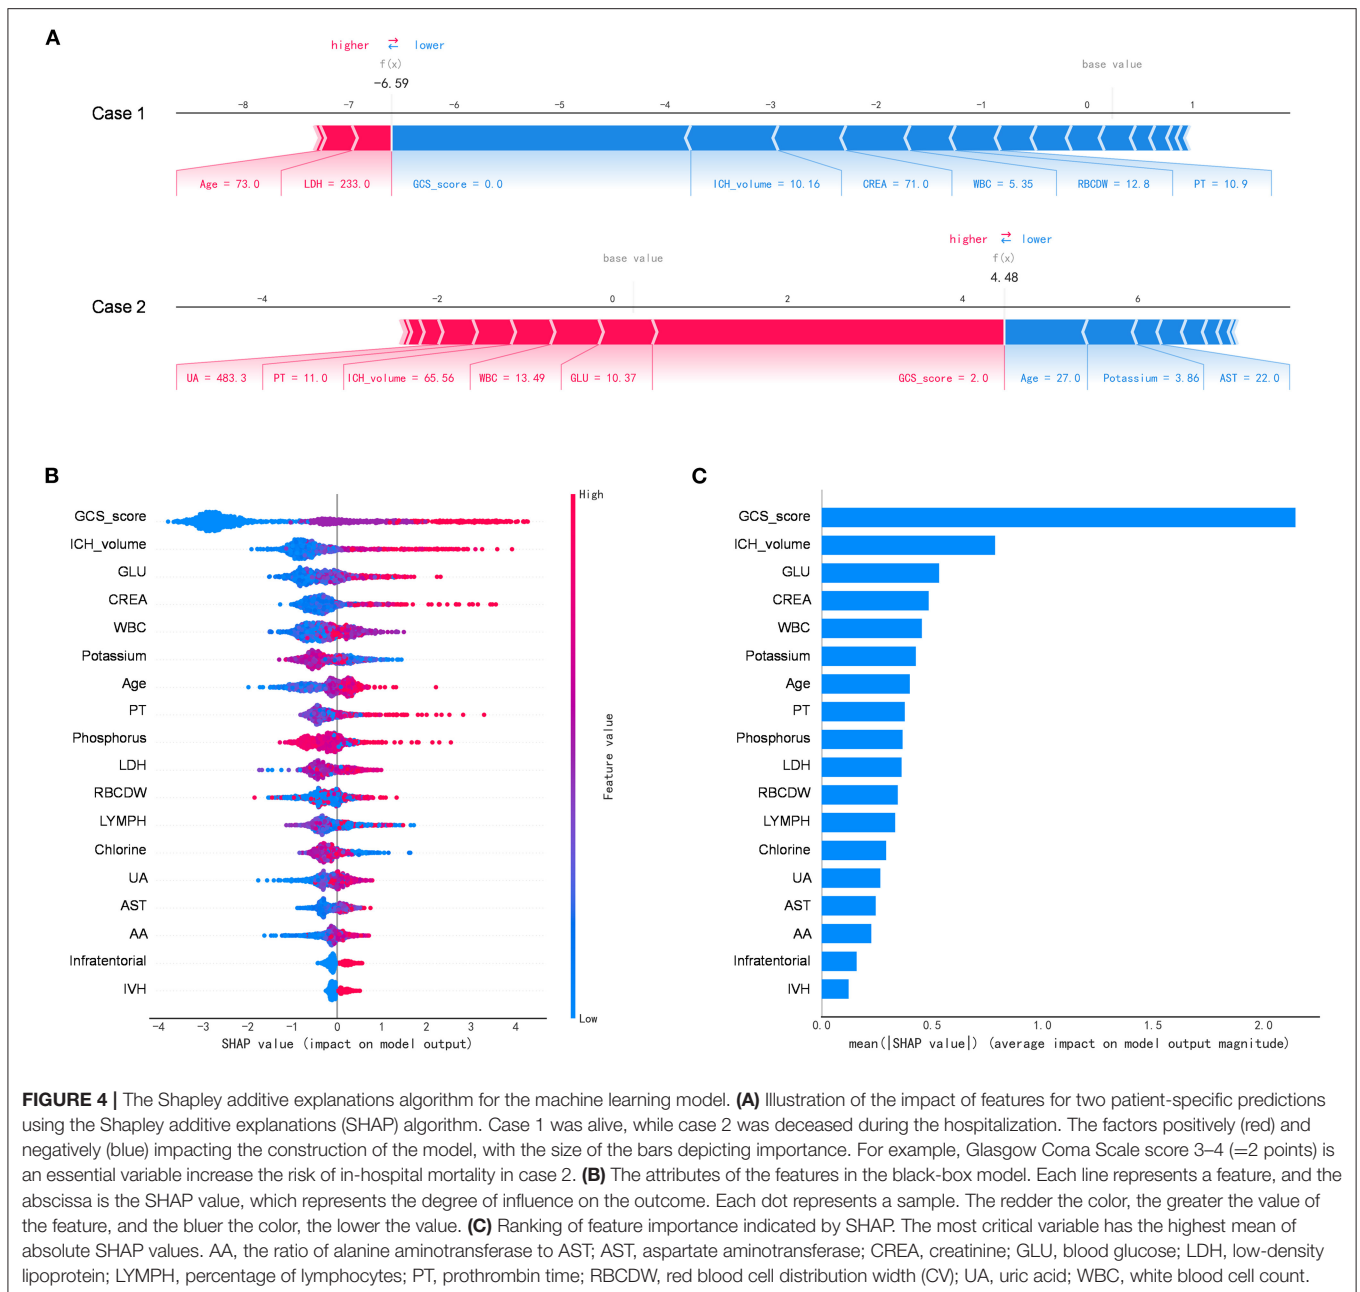 A
higher ⇄ lower
f(x)
base value
-6.59
-8 -7 -6 -5 -4 -3 -2 -1 0 1
Case 1
Age = 73.0 LDH = 233.0 GCS_score = 0.0 ICH_volume = 10.16 CREA = 71.0 WBC = 5.35 RBCDW = 12.8 PT = 10.9
higher ⇄ lower
base value f(x)
4.48
-4 -2 0 2 4 6
Case 2
UA = 483.3 PT = 11.0 ICH_volume = 65.56 WBC = 13.49 GLU = 10.37 GCS_score = 2.0 Age = 27.0 Potassium = 3.86 AST = 22.0
B
High
GCS_score
ICH_volume
GLU
CREA
WBC
Potassium
Age
PT
Phosphorus
LDH
RBCDW
LYMPH
Chlorine
UA
AST
AA
Infratentorial
IVH
Feature value
Low
-4 -3 -2 -1 0 1 2 3 4
SHAP value (impact on model output)
C
GCS_score
ICH_volume
GLU
CREA
WBC
Potassium
Age
PT
Phosphorus
LDH
RBCDW
LYMPH
Chlorine
UA
AST
AA
Infratentorial
IVH
0.0 0.5 1.0 1.5 2.0
mean(|SHAP value|) (average impact on model output magnitude)
FIGURE 4 | The Shapley additive explanations algorithm for the machine learning model. (A) Illustration of the impact of features for two patient-specific predictions
using the Shapley additive explanations (SHAP) algorithm. Case 1 was alive, while case 2 was deceased during the hospitalization. The factors positively (red) and
negatively (blue) impacting the construction of the model, with the size of the bars depicting importance. For example, Glasgow Coma Scale score 3–4 (=2 points) is
an essential variable increase the risk of in-hospital mortality in case 2. (B) The attributes of the features in the black-box model. Each line represents a feature, and the
abscissa is the SHAP value, which represents the degree of influence on the outcome. Each dot represents a sample. The redder the color, the greater the value of
the feature, and the bluer the color, the lower the value. (C) Ranking of feature importance indicated by SHAP. The most critical variable has the highest mean of
absolute SHAP values. AA, the ratio of alanine aminotransferase to AST; AST, aspartate aminotransferase; CREA, creatinine; GLU, blood glucose; LDH, low-density
lipoprotein; LYMPH, percentage of lymphocytes; PT, prothrombin time; RBCDW, red blood cell distribution width (CV); UA, uric acid; WBC, white blood cell count.